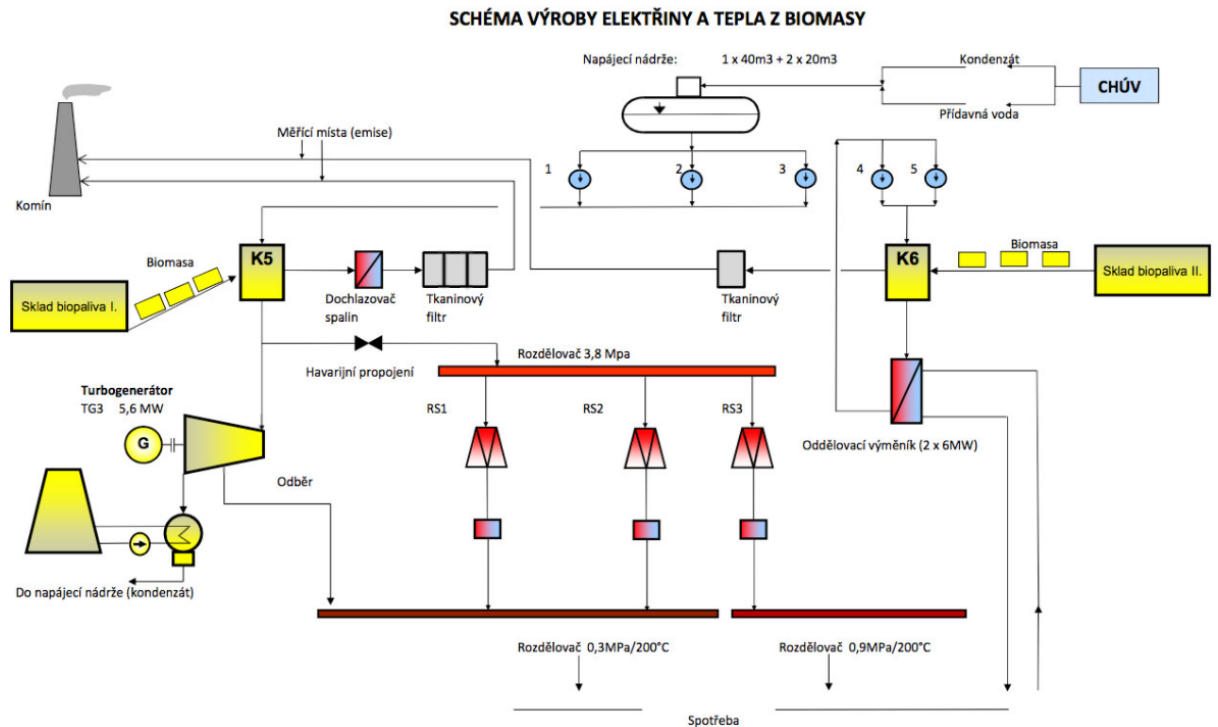 SCHÉMA VÝROBY ELEKTŘINY A TEPLA Z BIOMASY
Napájecí nádrže: 1 x 40m3 + 2 x 20m3
Kondenzát
CHÚV
Přídavná voda
Měřící místa (emise)
Komín
1
2
3
4
5
Biomasa
K5
K6
Biomasa
Sklad biopaliva I.
Sklad biopaliva II.
Dochlazovač
spalin
Tkaninový
filtr
Tkaninový
filtr
Havarijní propojení
Rozdělovač 3,8 Mpa
Turbogenerátor
TG3 5,6 MW
G
RS1
RS2
RS3
Oddělovací výměník (2 x 6MW)
Odběr
Do napájecí nádrže (kondenzát)
Rozdělovač 0,3MPa/200°C
Rozdělovač 0,9MPa/200°C
Spotřeba